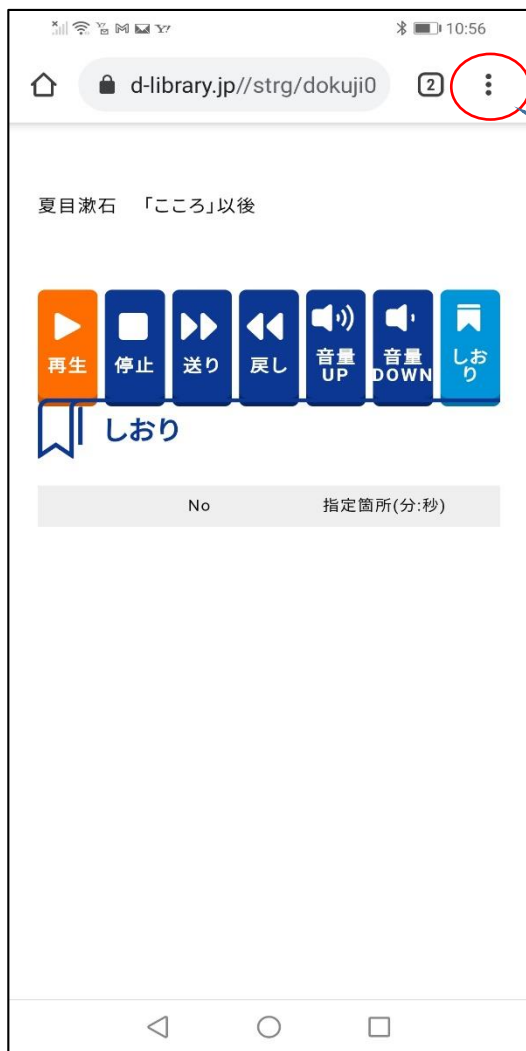 10:56
d-library.jp//strg/dokuji0
2
夏目漱石 「こころ」以後
再生
停止
送り
戻し
音量
UP
音量
DOWN
しお
り
しおり
No 指定箇所(分:秒)